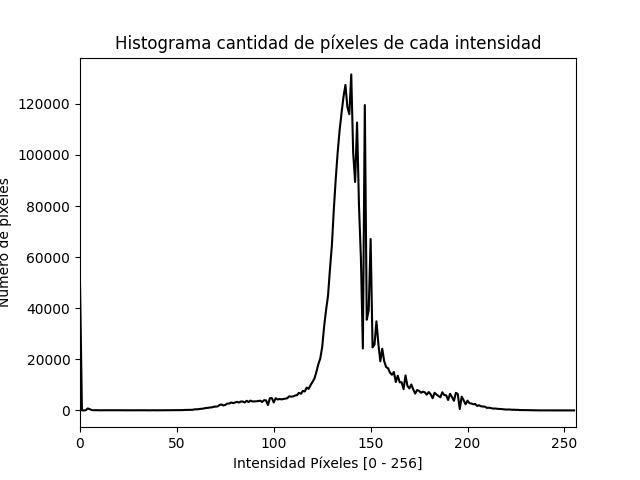 Histograma cantidad de píxeles de cada intensidad
Número de píxeles
120000
100000
80000
60000
40000
20000
0
0 50 100 150 200 250
Intensidad Píxeles [0 - 256]